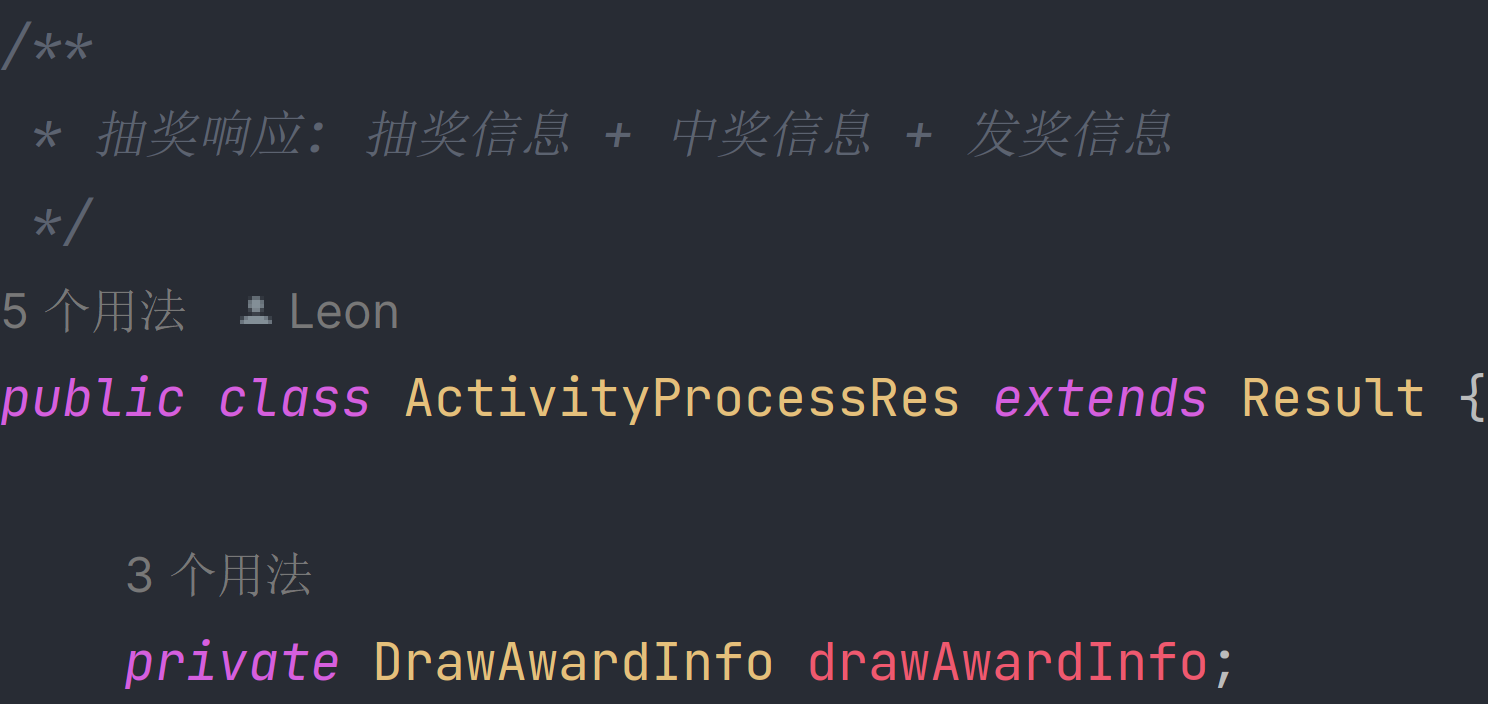 /**
* 抽奖响应: 抽奖信息 + 中奖信息 + 发奖信息
*/
5 个用法 Leon
public class ActivityProcessRes extends Result {
3 个用法
private DrawAwardInfo drawAwardInfo;